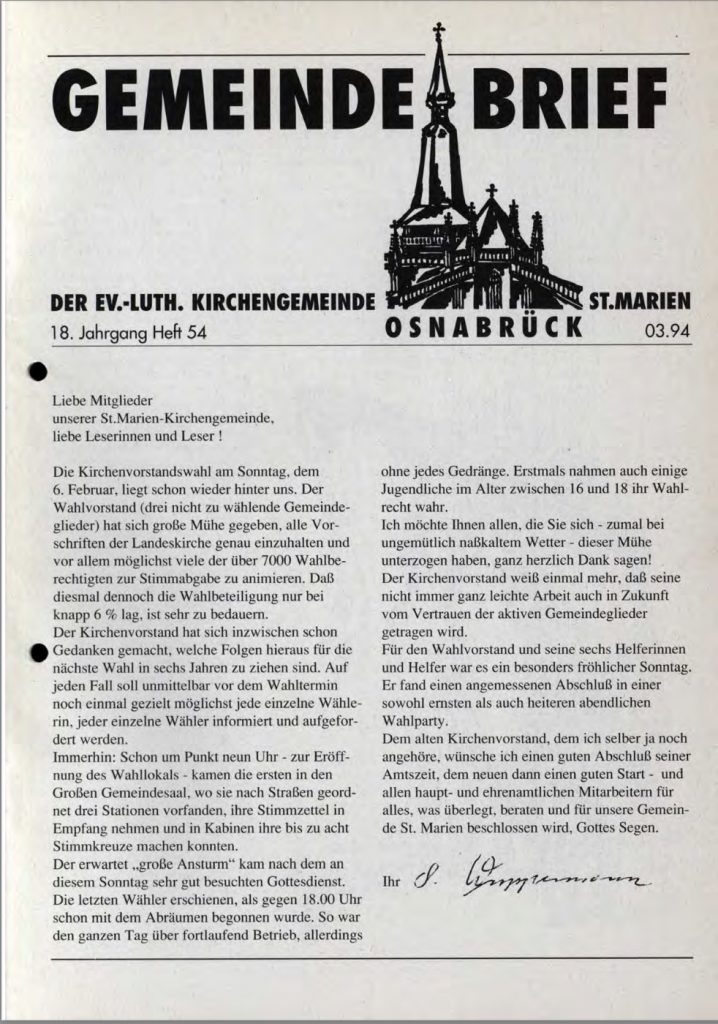 GEMEINDE BRIEF
DER EV.-LUTH. KIRCHENGEMEINDE ST.MARIEN
OSNABRÜCK
18. Jahrgang Heft 54
03.94
Liebe Mitglieder
unserer St.Marien-Kirchengemeinde,
liebe Leserinnen und Leser !
Die Kirchenvorstandswahl am Sonntag, dem
6. Februar, liegt schon wieder hinter uns. Der
Wahlvorstand (drei nicht zu wählende Gemeinde-
glieder) hat sich große Mühe gegeben, alle Vor-
schriften der Landeskirche genau einzuhalten und
vor allem möglichst viele der über 7000 Wahlbe-
rechtigten zur Stimmabgabe zu animieren. Daß
diesmal dennoch die Wahlbeteiligung nur bei
knapp 6 % lag, ist sehr zu bedauern.
Der Kirchenvorstand hat sich inzwischen schon
Gedanken gemacht, welche Folgen hieraus für die
nächste Wahl in sechs Jahren zu ziehen sind. Auf
jeden Fall soll unmittelbar vor dem Wahltermin
noch einmal gezielt möglichst jede einzelne Wähle-
rin, jeder einzelne Wähler informiert und aufgefor-
dert werden.
Immerhin: Schon um Punkt neun Uhr - zur Eröff-
nung des Wahllokals - kamen die ersten in den
Großen Gemeindesaal, wo sie nach Straßen geord-
net drei Stationen vorfanden, ihre Stimmzettel in
Empfang nehmen und in Kabinen ihre bis zu acht
Stimmkreuze machen konnten.
Der erwartet „große Ansturm“ kam nach dem an
diesem Sonntag sehr gut besuchten Gottesdienst.
Die letzten Wähler erschienen, als gegen 18.00 Uhr
schon mit dem Abräumen begonnen wurde. So war
den ganzen Tag über fortlaufend Betrieb, allerdings
ohne jedes Gedränge. Erstmals nahmen auch einige
Jugendliche im Alter zwischen 16 und 18 ihr Wahl-
recht wahr.
Ich möchte Ihnen allen, die Sie sich - zumal bei
ungemütlich naßkaltem Wetter - dieser Mühe
unterzogen haben, ganz herzlich Dank sagen!
Der Kirchenvorstand weiß einmal mehr, daß seine
nicht immer ganz leichte Arbeit auch in Zukunft
vom Vertrauen der aktiven Gemeindeglieder
getragen wird.
Für den Wahlvorstand und seine sechs Helferinnen
und Helfer war es ein besonders fröhlicher Sonntag.
Er fand einen angemessenen Abschluß in einer
sowohl ernsten als auch heiteren abendlichen
Wahlparty.
Dem alten Kirchenvorstand, dem ich selber ja noch
angehöre, wünsche ich einen guten Abschluß seiner
Amtszeit, dem neuen dann einen guten Start - und
allen haupt- und ehrenamtlichen Mitarbeitern für
alles, was überlegt, beraten und für unsere Gemein-
de St. Marien beschlossen wird, Gottes Segen.
Ihr